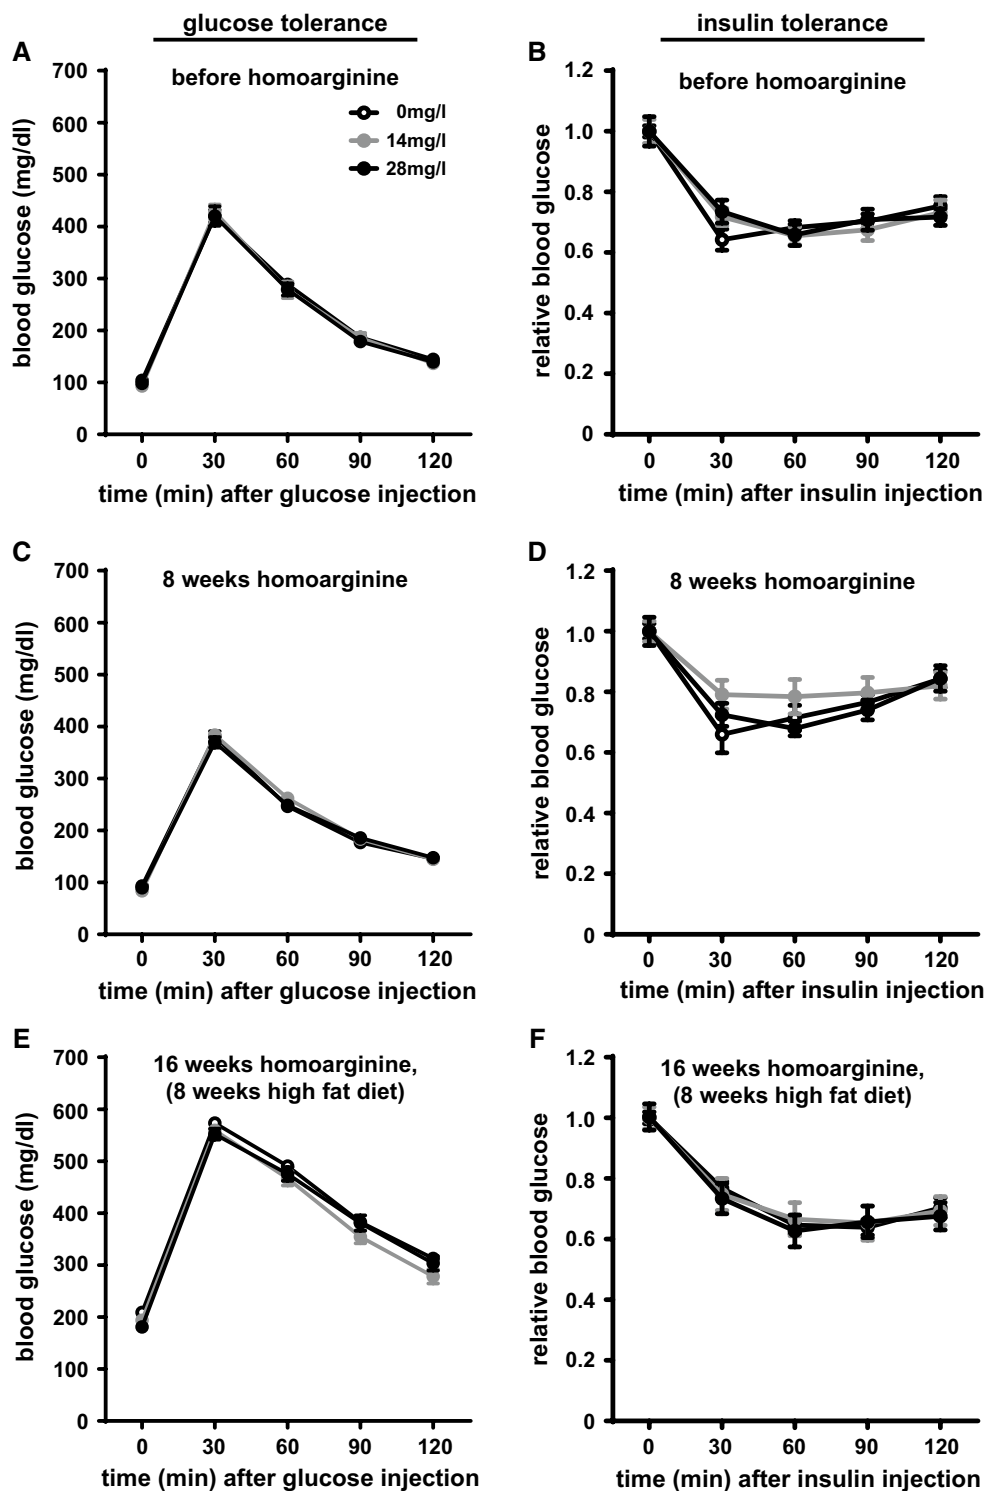 glucose tolerance
insulin tolerance
A
before homoarginine
0mg/l
14mg/l
28mg/l
700
600
500
400
300
200
100
0
blood glucose (mg/dl)
0 30 60 90 120
time (min) after glucose injection
B
before homoarginine
1.2
1.0
0.8
0.6
0.4
0.2
0
relative blood glucose
0 30 60 90 120
time (min) after insulin injection
C
8 weeks homoarginine
700
600
500
400
300
200
100
0
blood glucose (mg/dl)
0 30 60 90 120
time (min) after glucose injection
D
8 weeks homoarginine
1.2
1.0
0.8
0.6
0.4
0.2
0
relative blood glucose
0 30 60 90 120
time (min) after insulin injection
E
16 weeks homoarginine,
(8 weeks high fat diet)
700
600
500
400
300
200
100
0
blood glucose (mg/dl)
0 30 60 90 120
time (min) after glucose injection
F
16 weeks homoarginine,
(8 weeks high fat diet)
1.2
1.0
0.8
0.6
0.4
0.2
0
relative blood glucose
0 30 60 90 120
time (min) after insulin injection